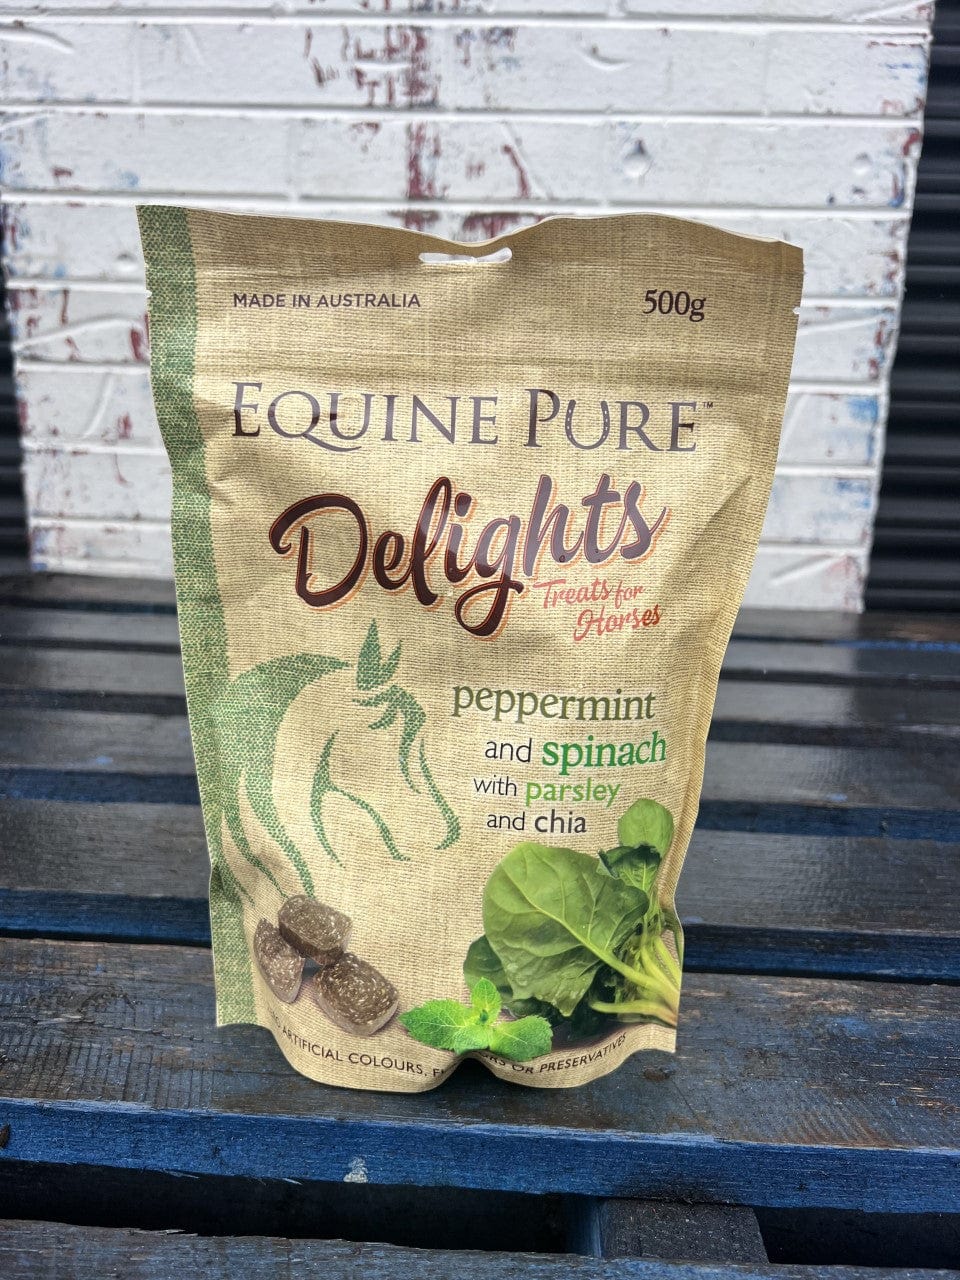 MADE IN AUSTRALIA
500g
EQUINE PURE™
Delights
Treats for
Horses
peppermint
and spinach
with parsley
and chia
ARTIFICIAL COLOURS, OR PRESERVATIVES